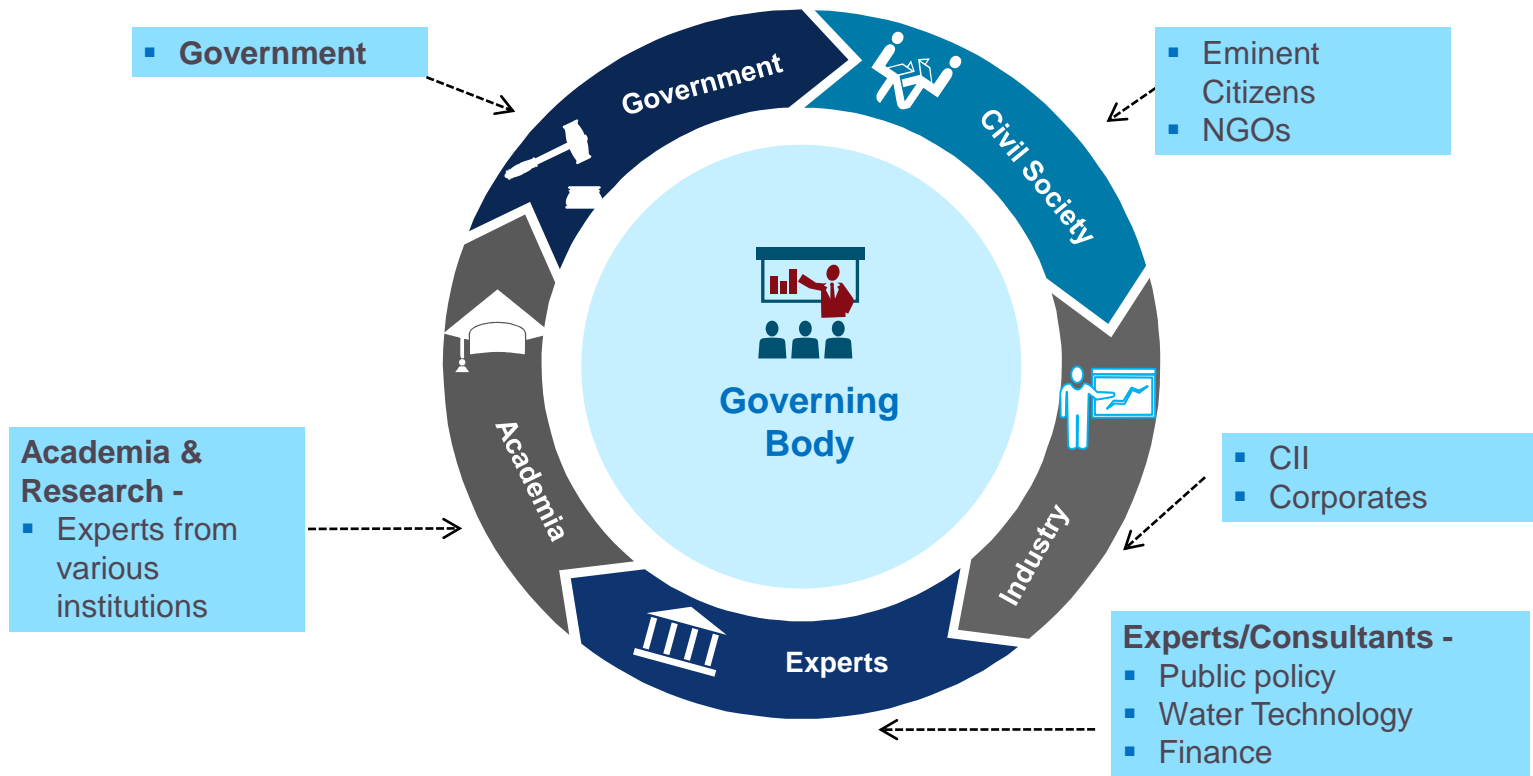 Government
Government
Civil Society
Eminent
Citizens
NGOs
Governing
Body
Academia &
Research -
Experts from
various
institutions
Academia
Industry
CII
Corporates
Experts
Experts/Consultants -
Public policy
Water Technology
Finance